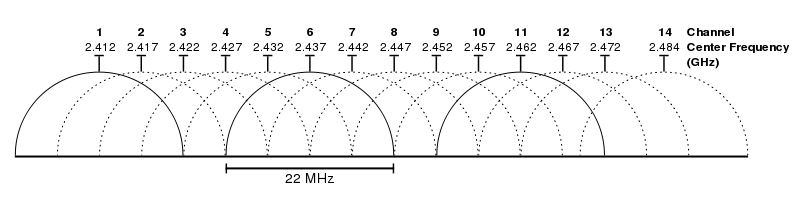 1 2 3 4 5 6 7 8 9 10 11 12 13 14 Channel
2.412 2.417 2.422 2.427 2.432 2.437 2.442 2.447 2.452 2.457 2.462 2.467 2.472 2.484 Center Frequency
(GHz)
22 MHz